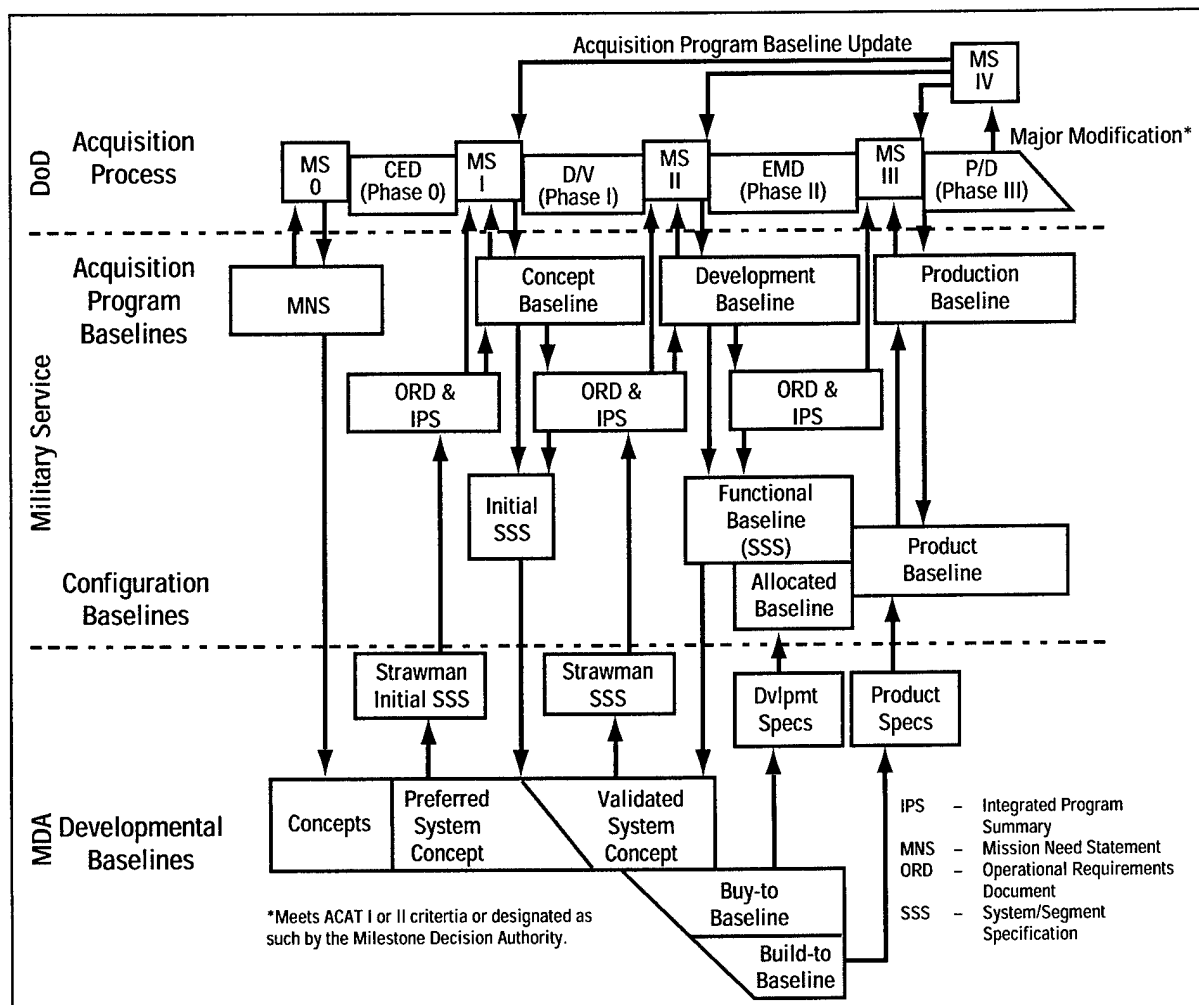 Acquisition Program Baseline Update
MS
IV
Major Modification*
DoD
Acquisition
Process
MS
0
CED
(Phase 0)
MS
I
D/V
(Phase I)
MS
II
EMD
(Phase II)
MS
III
P/D
(Phase III)
Military Service
Acquisition
Program
Baselines
MNS
Concept
Baseline
Development
Baseline
Production
Baseline
ORD &
IPS
ORD &
IPS
ORD &
IPS
Initial
SSS
Functional
Baseline
(SSS)
Allocated
Baseline
Product
Baseline
Configuration
Baselines
Strawman
Initial SSS
Strawman
SSS
Dvlpmt
Specs
Product
Specs
MDA
Developmental
Baselines
Concepts
Preferred
System
Concept
Validated
System
Concept
Buy-to
Baseline
Build-to
Baseline
IPS – Integrated Program
Summary
MNS – Mission Need Statement
ORD – Operational Requirements
Document
SSS – System/Segment
Specification
*Meets ACAT I or II critertia or designated as
such by the Milestone Decision Authority.